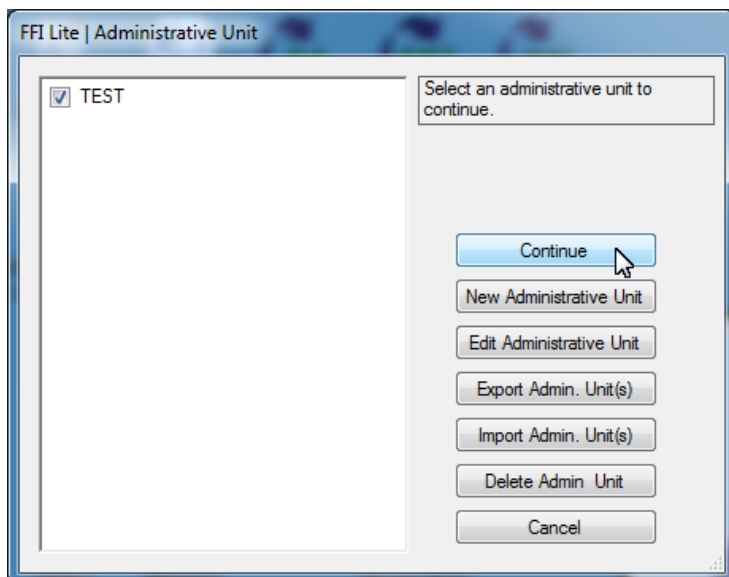 FFI Lite | Administrative Unit
TEST
Select an administrative unit to
continue.
Continue
New Administrative Unit
Edit Administrative Unit
Export Admin. Unit(s)
Import Admin. Unit(s)
Delete Admin  Unit
Cancel